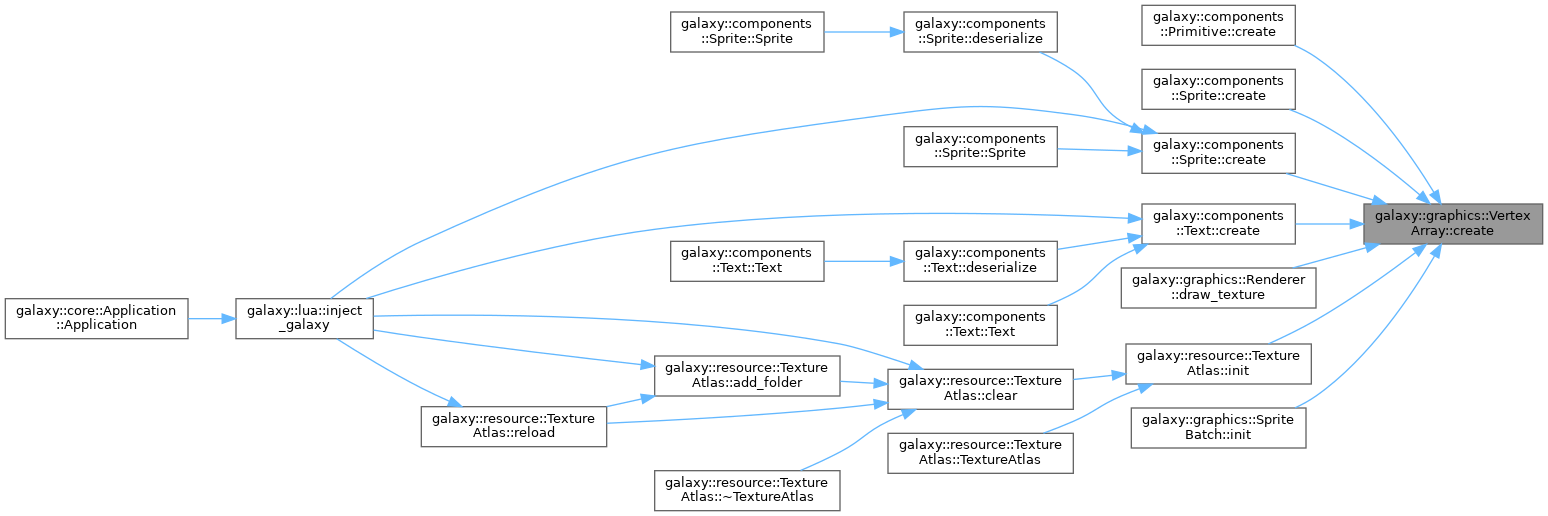 galaxy::components
::Primitive::create
galaxy::components
::Sprite::Sprite
galaxy::components
::Sprite::deserialize
galaxy::components
::Sprite::create
galaxy::components
::Sprite::Sprite
galaxy::components
::Sprite::create
galaxy::graphics::Vertex
Array::create
galaxy::components
::Text::create
galaxy::components
::Text::Text
galaxy::components
::Text::deserialize
galaxy::graphics::Renderer
::draw_texture
galaxy::core::Application
::Application
galaxy::lua::inject
_galaxy
galaxy::components
::Text::Text
galaxy::resource::Texture
Atlas::init
galaxy::resource::Texture
Atlas::add_folder
galaxy::resource::Texture
Atlas::clear
galaxy::resource::Texture
Atlas::reload
galaxy::graphics::Sprite
Batch::init
galaxy::resource::Texture
Atlas::TextureAtlas
galaxy::resource::Texture
Atlas::~TextureAtlas